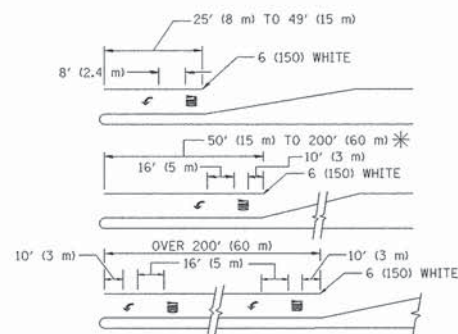 25' (8 m) TO 49' (15 m)
6 (150) WHITE
8' (2.4 m)
50' (15 m) TO 200' (60 m) *
16' (5 m)
10' (3 m)
6 (150) WHITE
OVER 200' (60 m)
10' (3 m)
16' (5 m)
10' (3 m)
6 (150) WHITE